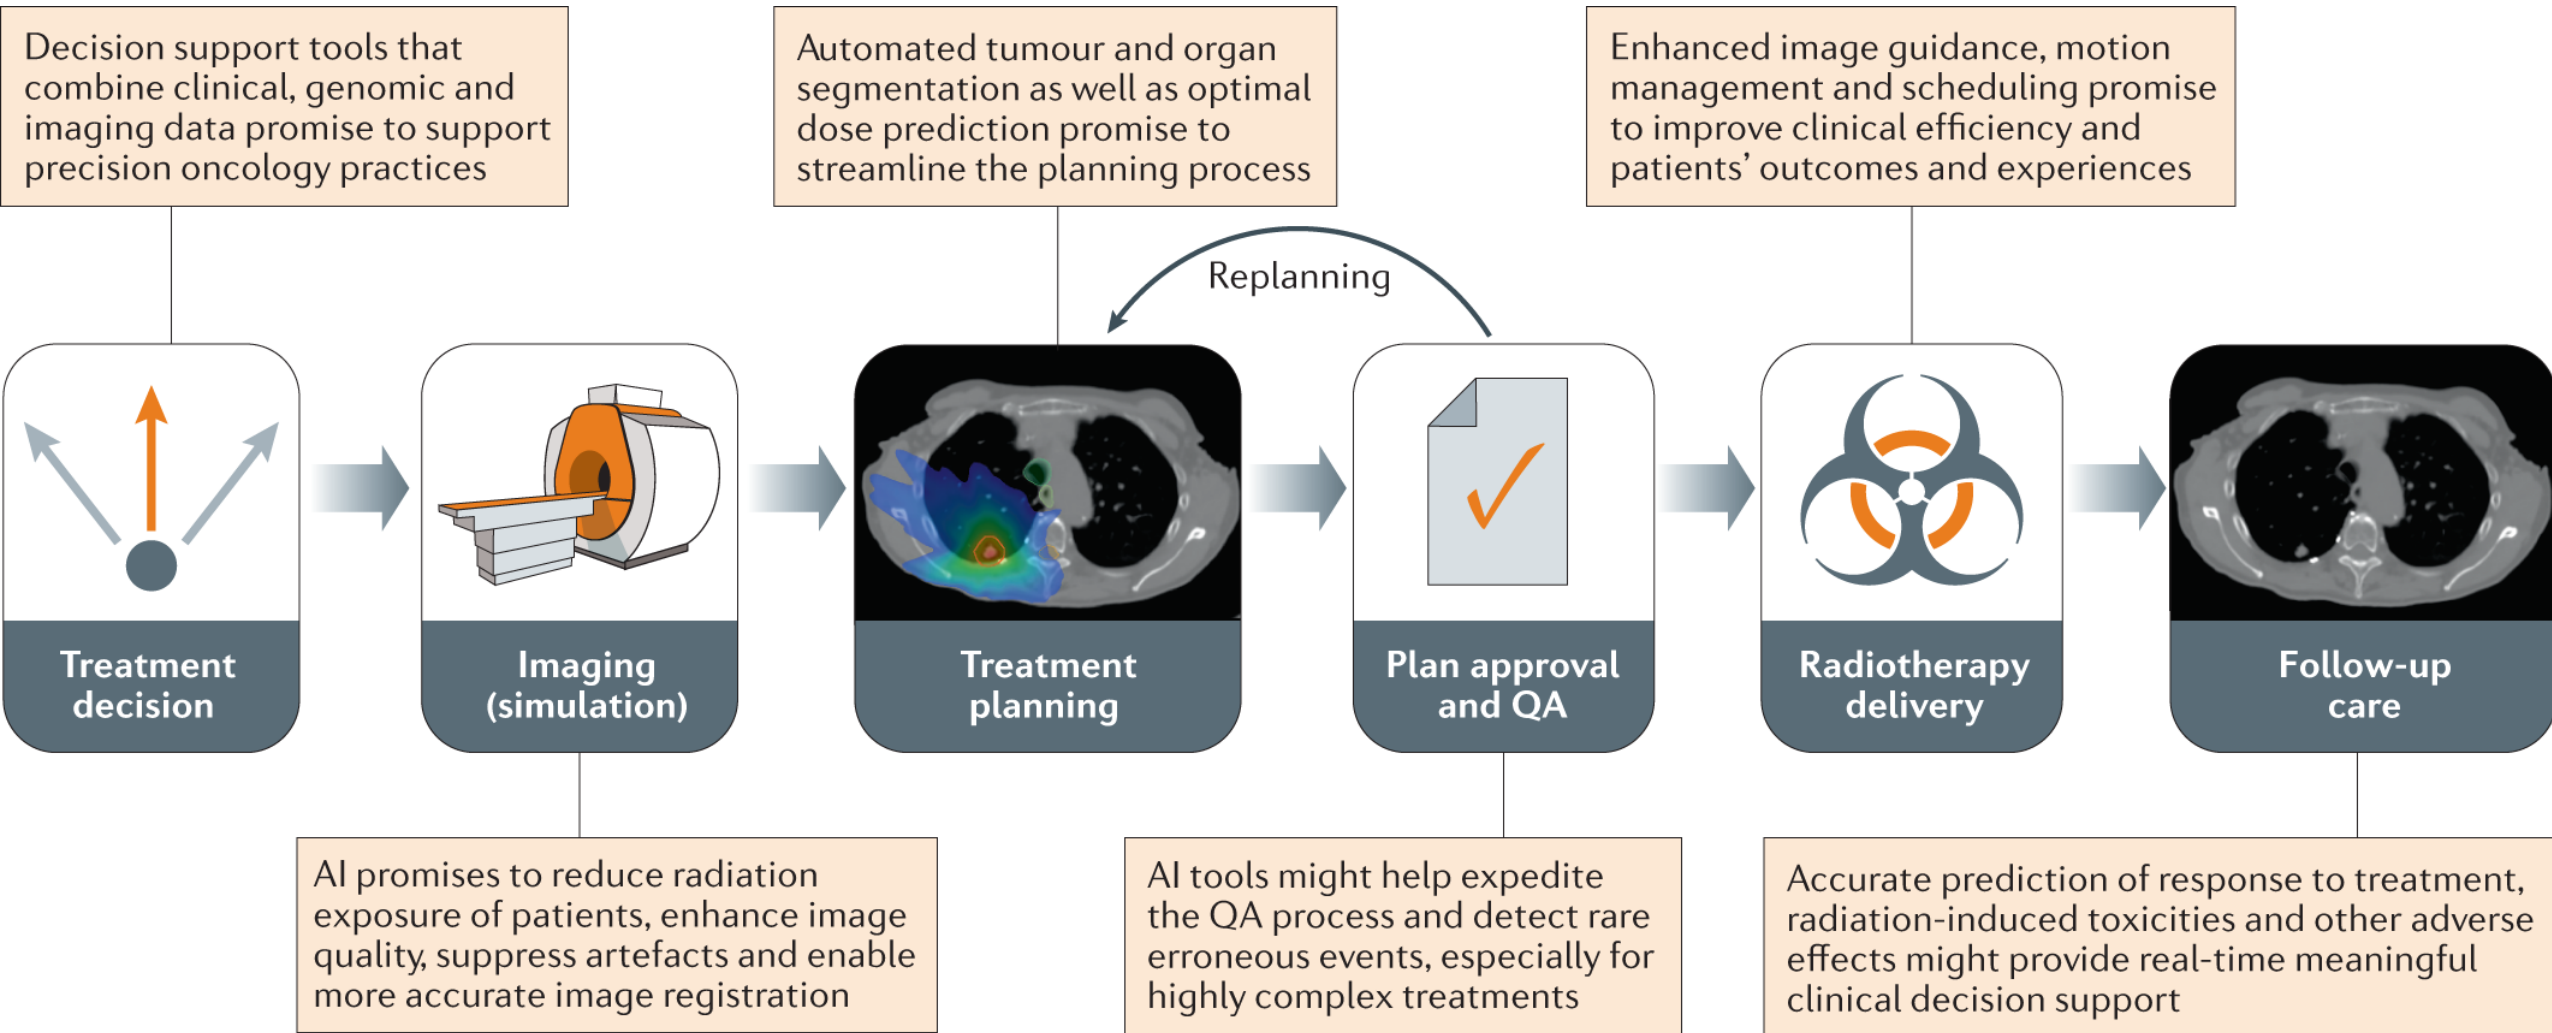 Decision support tools that
combine clinical, genomic and
imaging data promise to support
precision oncology practices
Automated tumour and organ
segmentation as well as optimal
dose prediction promise to
streamline the planning process
Enhanced image guidance, motion
management and scheduling promise
to improve clinical efficiency and
patients’ outcomes and experiences
Replanning
Treatment
decision
Imaging
(simulation)
Treatment
planning
Plan approval
and QA
Radiotherapy
delivery
Follow-up
care
AI promises to reduce radiation
exposure of patients, enhance image
quality, suppress artefacts and enable
more accurate image registration
AI tools might help expedite
the QA process and detect rare
erroneous events, especially for
highly complex treatments
Accurate prediction of response to treatment,
radiation-induced toxicities and other adverse
effects might provide real-time meaningful
clinical decision support